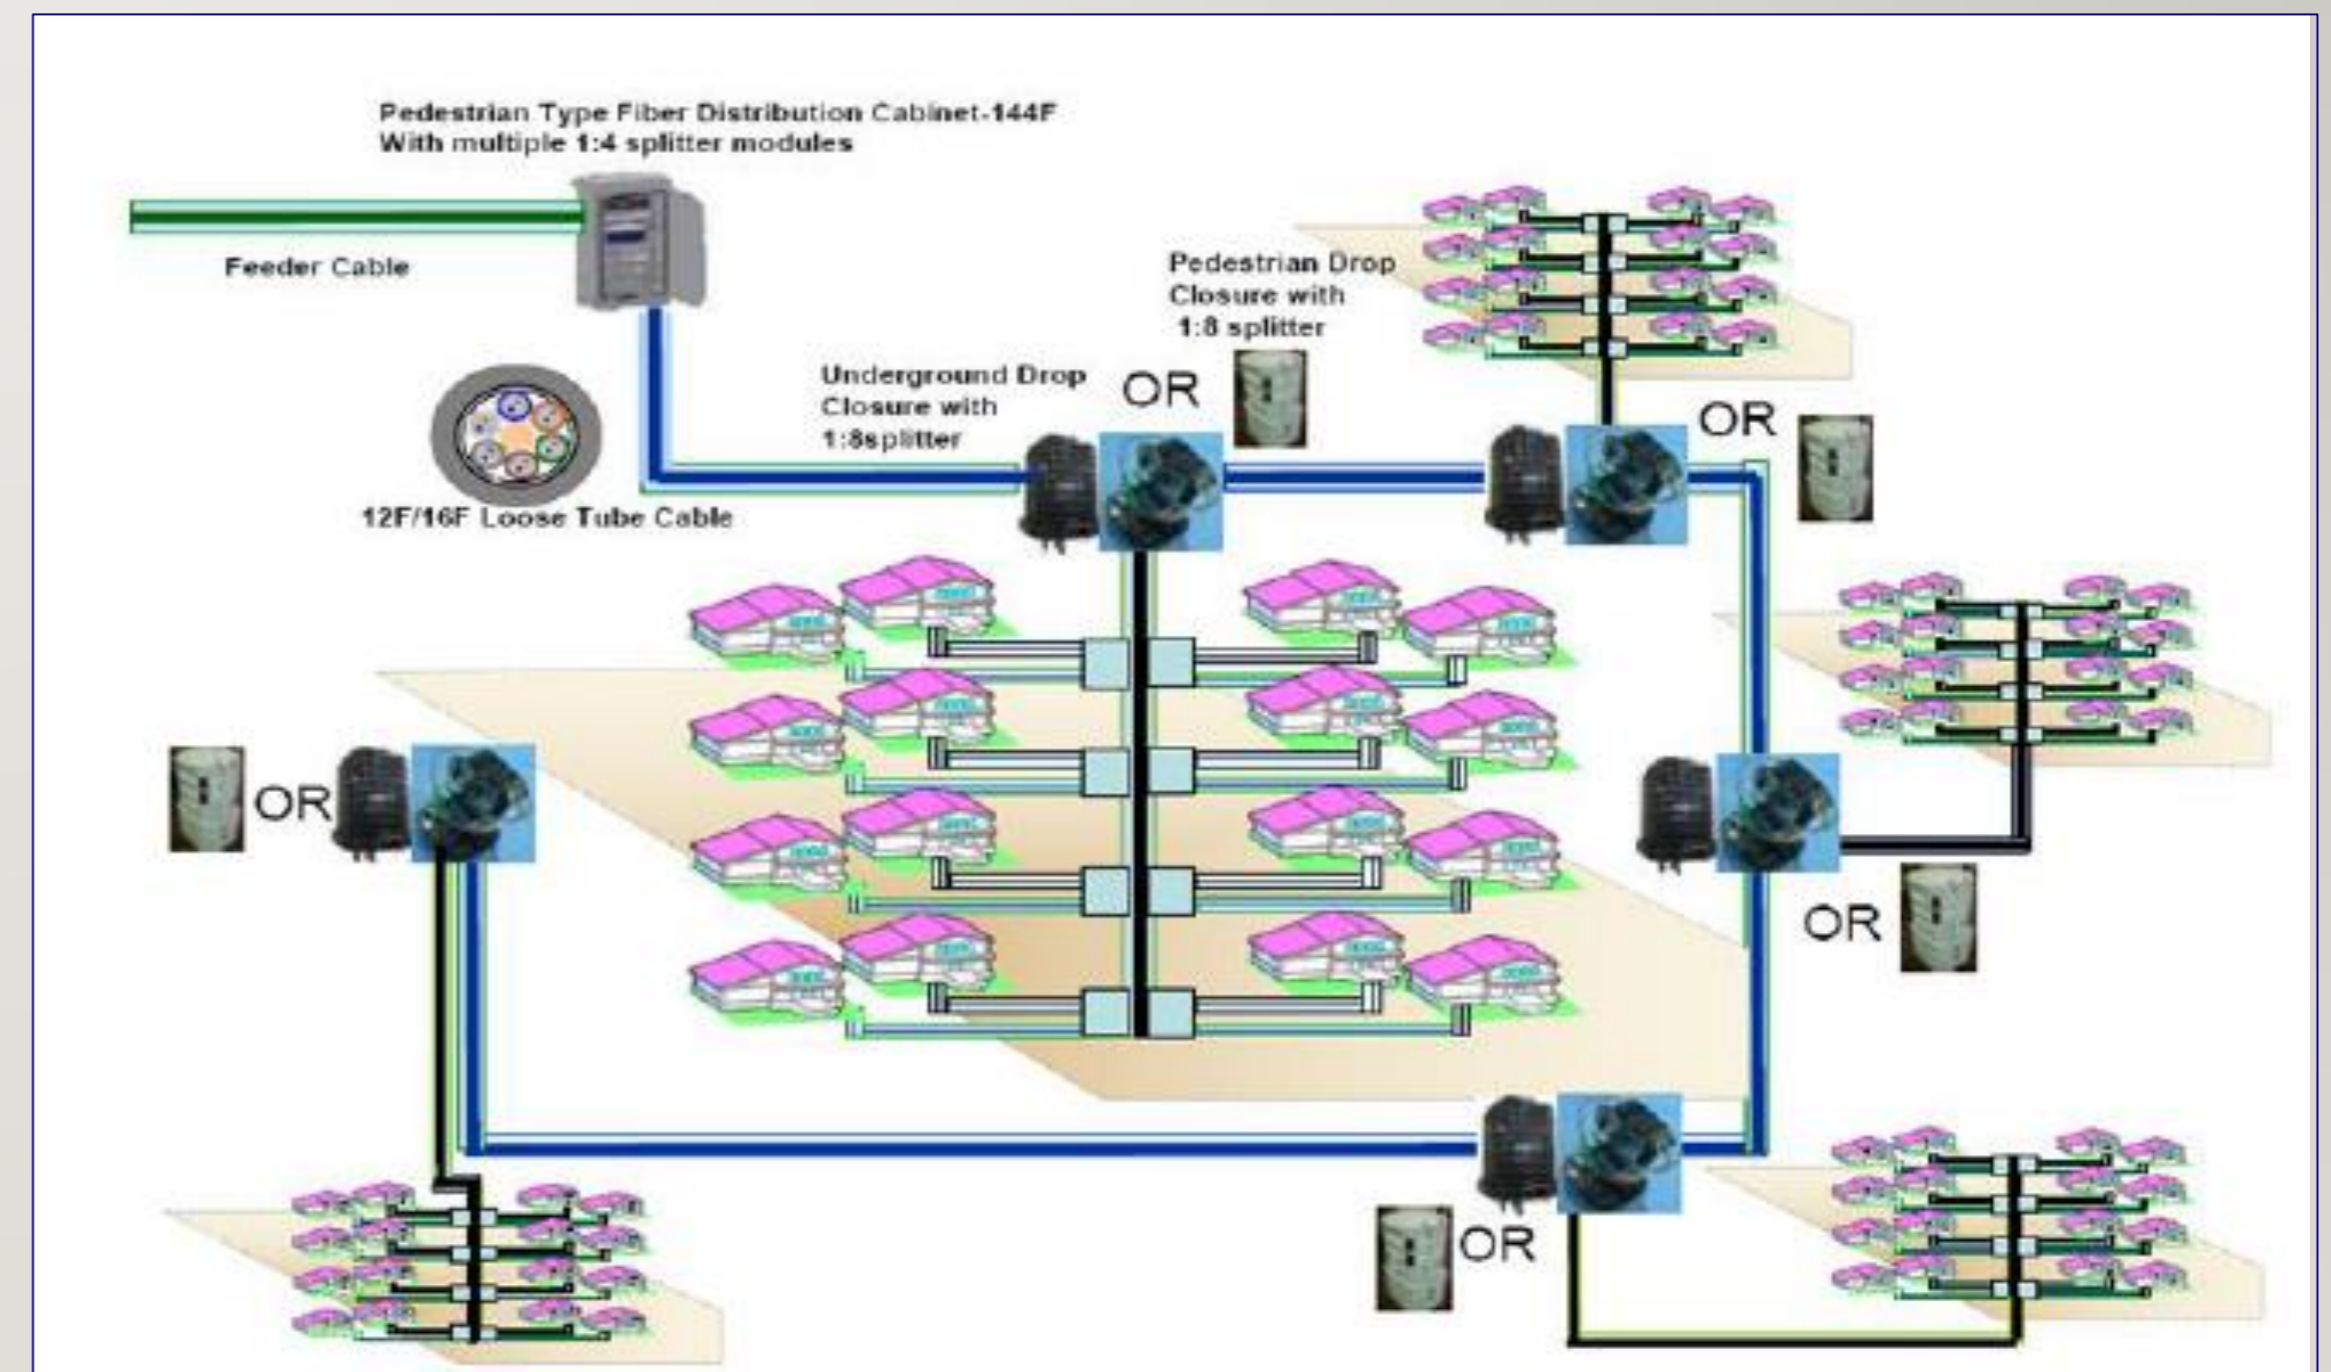 Pedestrian Type Fiber Distribution Cabinet-144F
With multiple 1:4 splitter modules
Feeder Cable
Pedestrian Drop
Closure with
1:8 splitter
Underground Drop
Closure with
1:8splitter
OR
OR
12F/16F Loose Tube Cable
OR
OR
OR